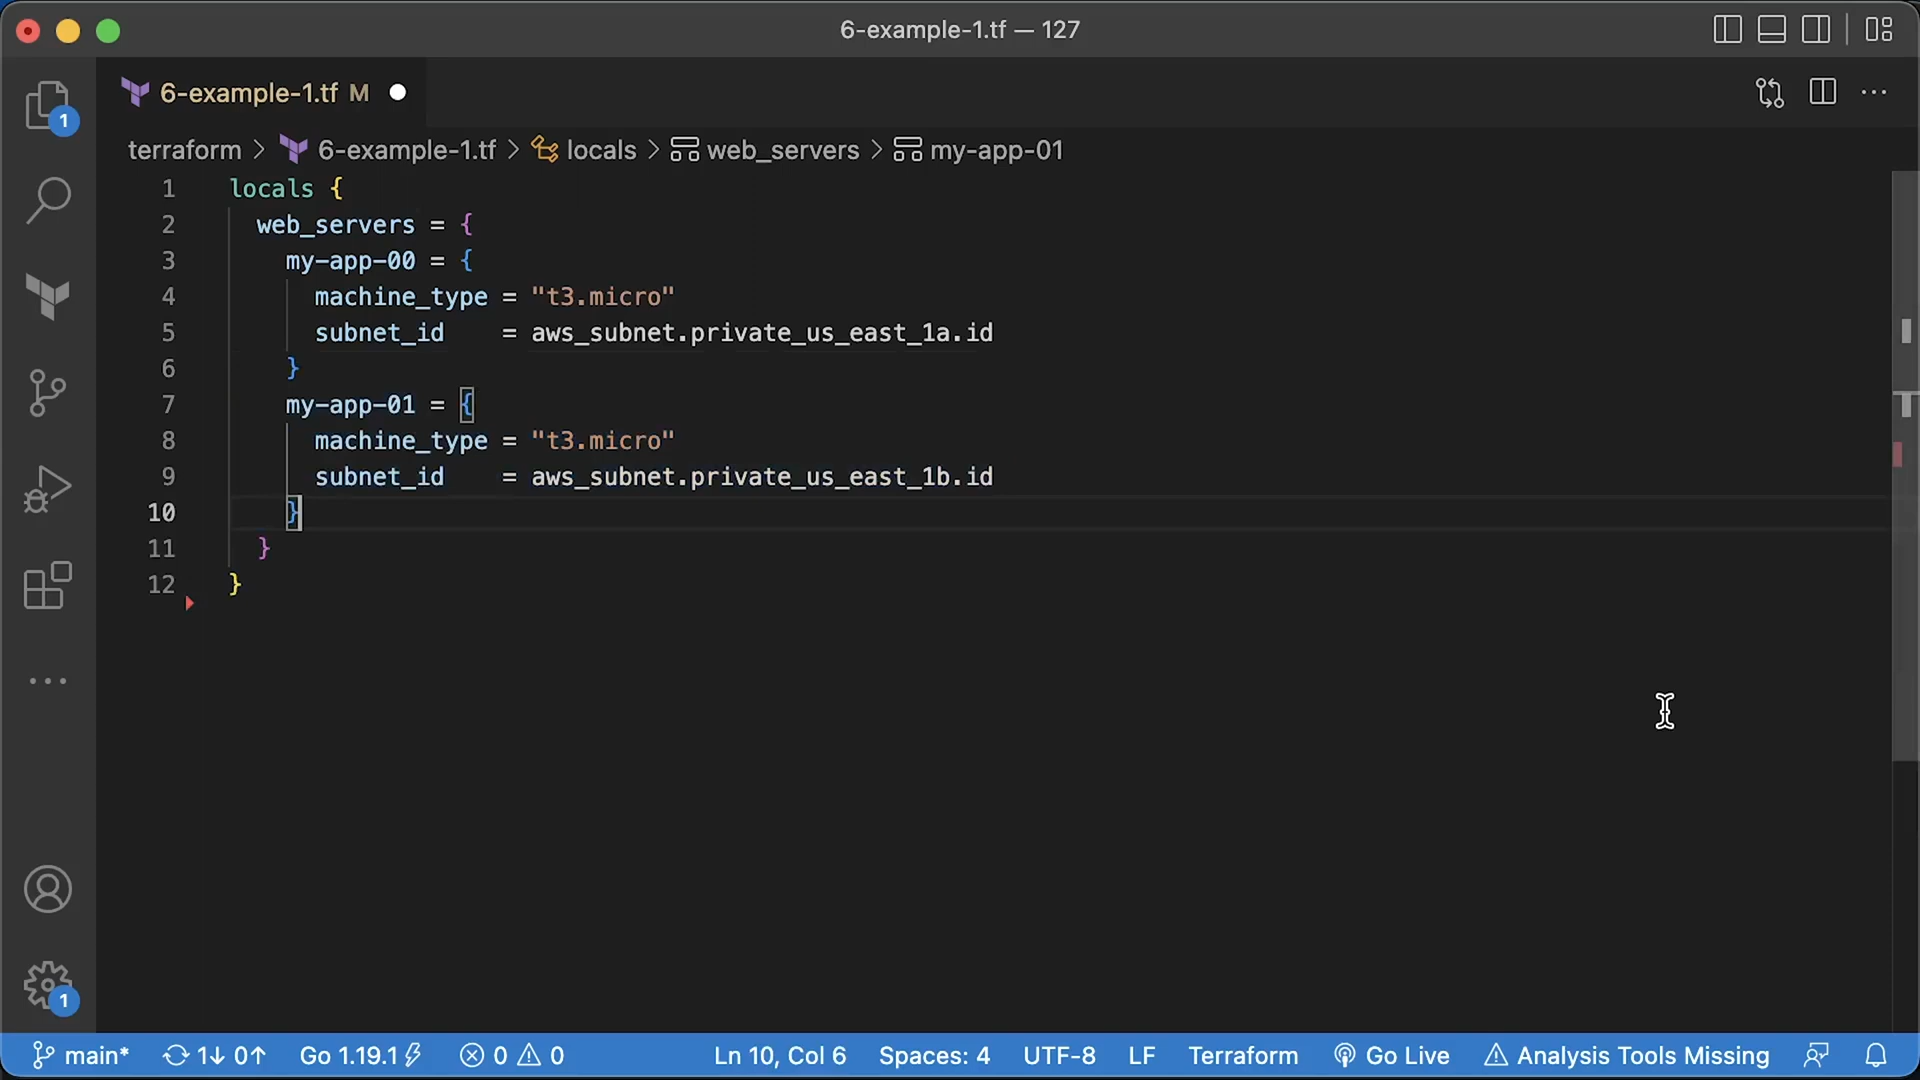 6-example-1.tf — 127
6-example-1.tf M
terraform > 6-example-1.tf > locals > web_servers > my-app-01
1 locals {
2 web_servers = {
3 my-app-00 = {
4 machine_type = "t3.micro"
5 subnet_id = aws_subnet.private_us_east_1a.id
6 }
7 my-app-01 = {
8 machine_type = "t3.micro"
9 subnet_id = aws_subnet.private_us_east_1b.id
10 }
11 }
12 }
1
1
main* 1↓ 0↑ Go 1.19.1 0 0 Ln 10, Col 6 Spaces: 4 UTF-8 LF Terraform Go Live Analysis Tools Missing